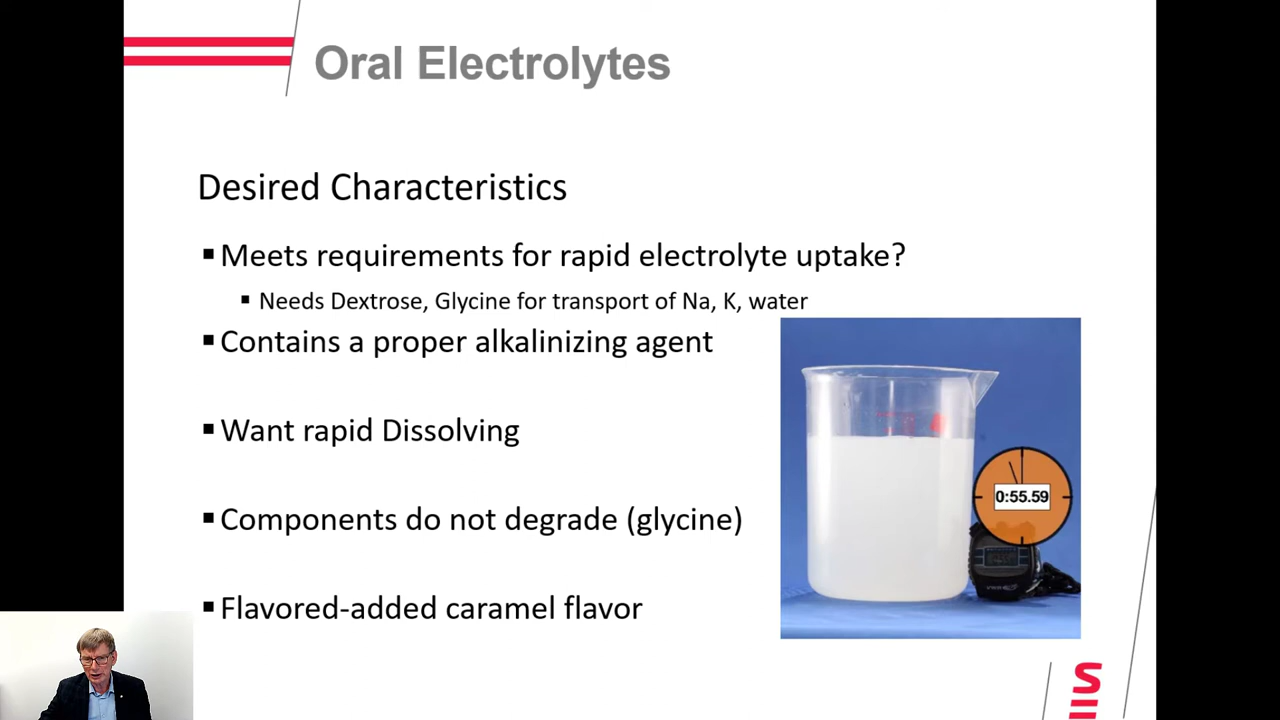 Oral Electrolytes
Desired Characteristics
▪ Meets requirements for rapid electrolyte uptake?
▪ Needs Dextrose, Glycine for transport of Na, K, water
▪ Contains a proper alkalinizing agent
▪ Want rapid Dissolving
▪ Components do not degrade (glycine)
▪ Flavored-added caramel flavor
0:55.59
S